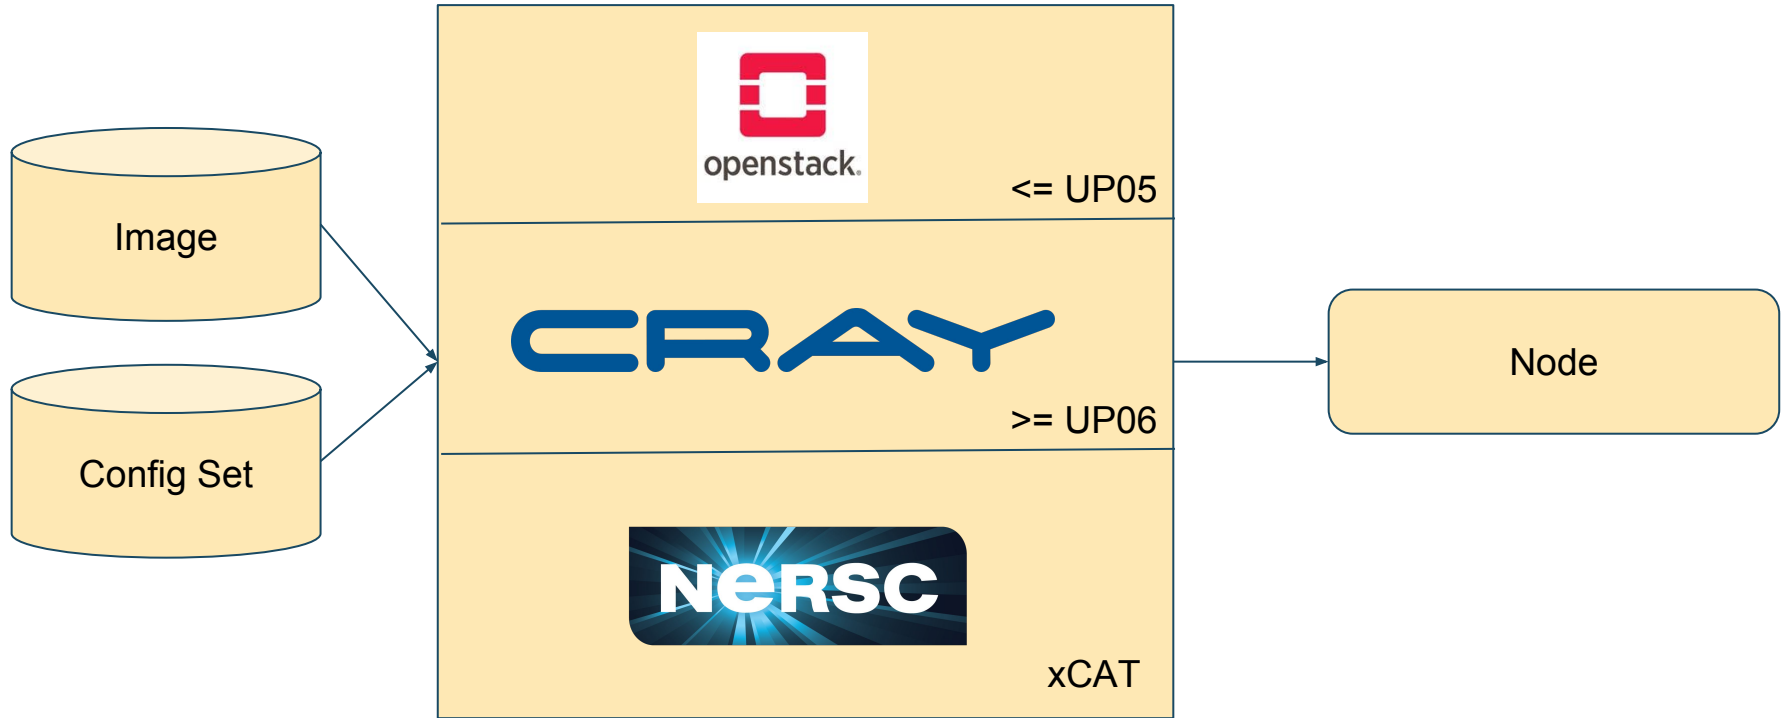 openstack.
<= UP05
Image
CRAY
>= UP06
Node
Config Set
NeRSC
xCAT